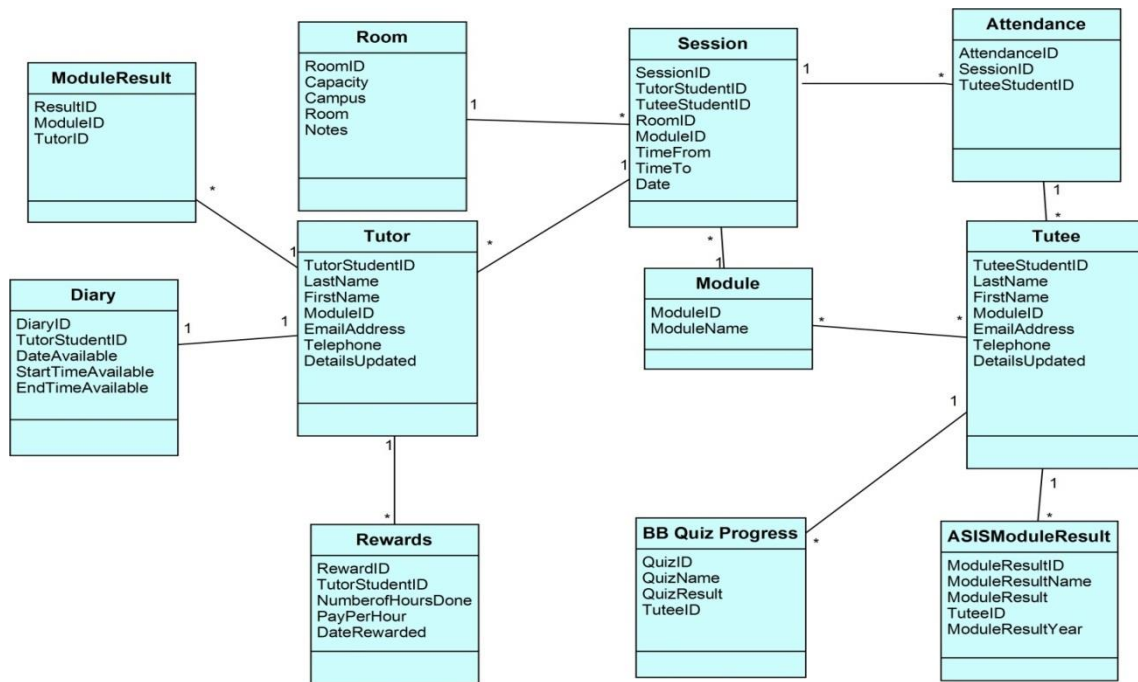 Room
RoomID
Capacity
Campus
Room
Notes
Session
SessionID
TutorStudentID
TuteeStudentID
RoomID
ModuleID
TimeFrom
TimeTo
Date
Attendance
AttendanceID
SessionID
TuteeStudentID
ModuleResult
ResultID
ModuleID
TutorID
1
*
1
*
*
1
1
*
1
*
*
1
Tutor
TutorStudentID
LastName
FirstName
ModuleID
EmailAddress
Telephone
DetailsUpdated
Module
ModuleID
ModuleName
Tutee
TuteeStudentID
LastName
FirstName
ModuleID
EmailAddress
Telephone
DetailsUpdated
Diary
DiaryID
TutorStudentID
DateAvailable
StartTimeAvailable
EndTimeAvailable
1
1
*
*
1
*
1
*
1
*
Rewards
RewardID
TutorStudentID
NumberofHoursDone
PayPerHour
DateRewarded
BB Quiz Progress
QuizID
QuizName
QuizResult
TuteeID
ASISModuleResult
ModuleResultID
ModuleResultName
ModuleResult
TuteeID
ModuleResultYear